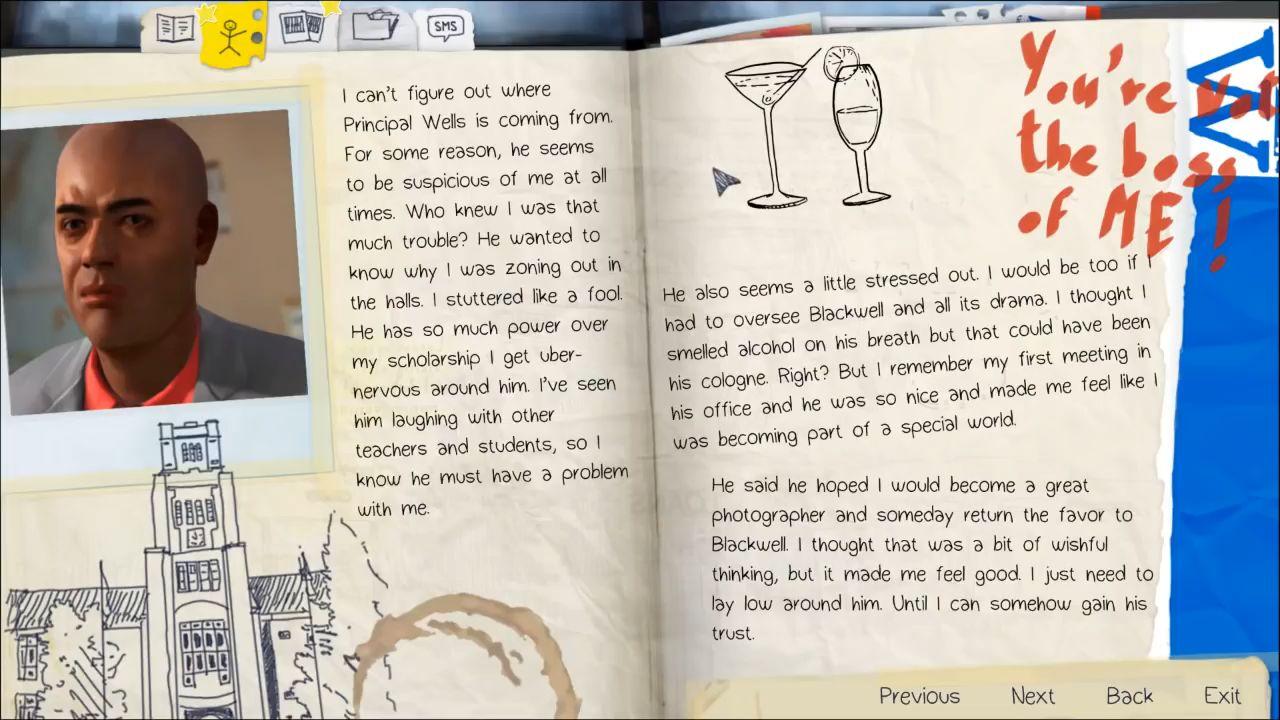 SMS
I can't figure out where
Principal Wells is coming from.
For some reason, he seems
to be suspicious of me at all
times. Who knew I was that
much trouble? He wanted to
know why I was zoning out in
the halls. I stuttered like a fool.
He has so much power over
my scholarship I get uber-
nervous around him. I've seen
him laughing with other
teachers and students, so I
know he must have a problem
with me.
You're not
the boss
of ME!
W
He also seems a little stressed out. I would be too if I
had to oversee Blackwell and all its drama. I thought I
smelled alcohol on his breath but that could have been
his cologne. Right? But I remember my first meeting in
his office and he was so nice and made me feel like I
was becoming part of a special world.
He said he hoped I would become a great
photographer and someday return the favor to
Blackwell. I thought that was a bit of wishful
thinking, but it made me feel good. I just need to
lay low around him. Until I can somehow gain his
trust.
Previous Next Back Exit